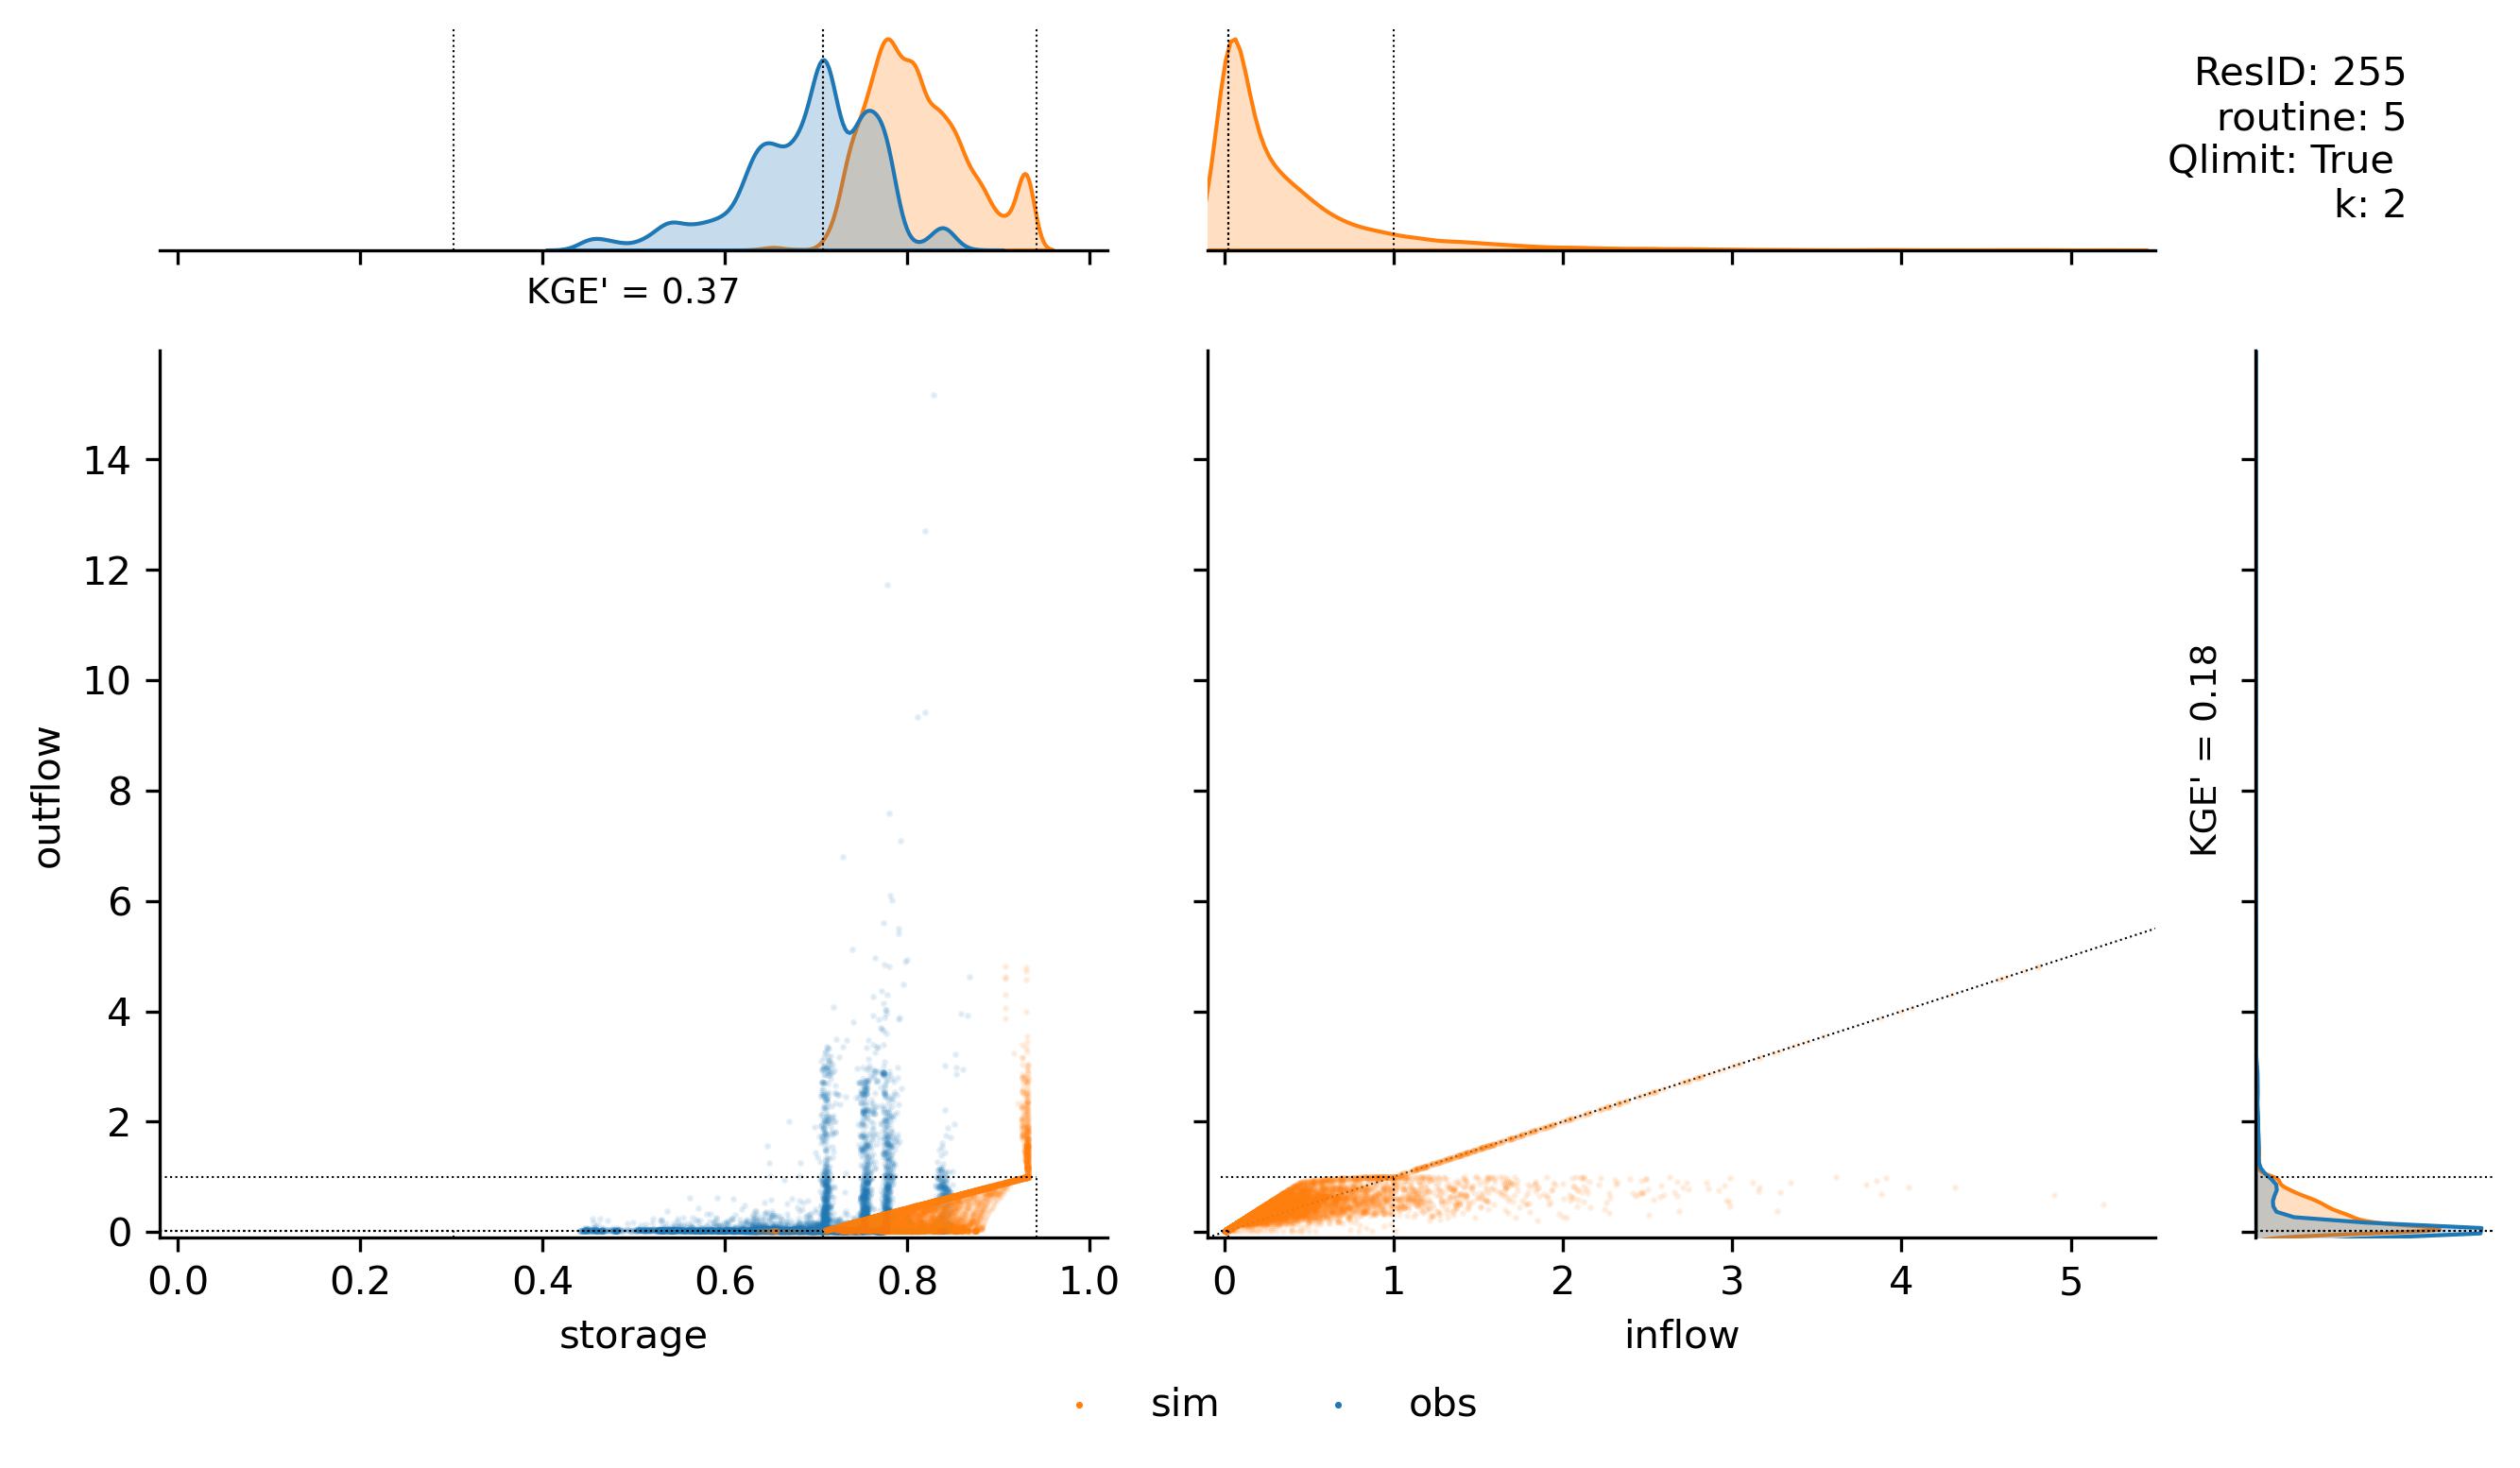 ResID: 255
routine: 5
Qlimit: True
k: 2
KGE' = 0.37
outflow
14
12
10
8
6
4
2
0
0.0 0.2 0.4 0.6 0.8 1.0
storage
0 1 2 3 4 5
inflow
KGE' = 0.18
sim obs